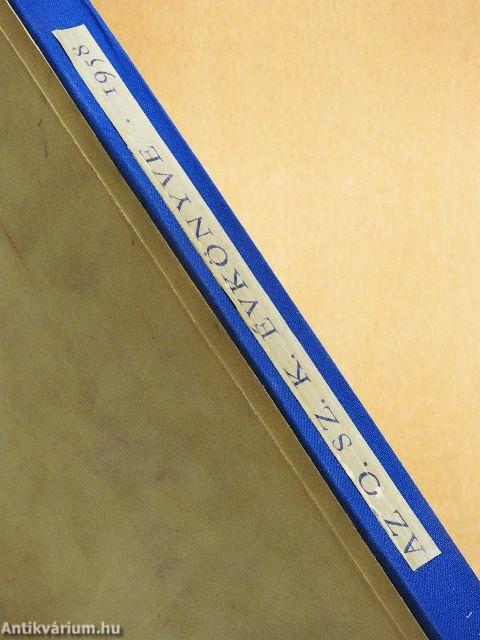 AZ O. SZ. K. ÉVKÖNYVE . 1958
Antikvárium.hu